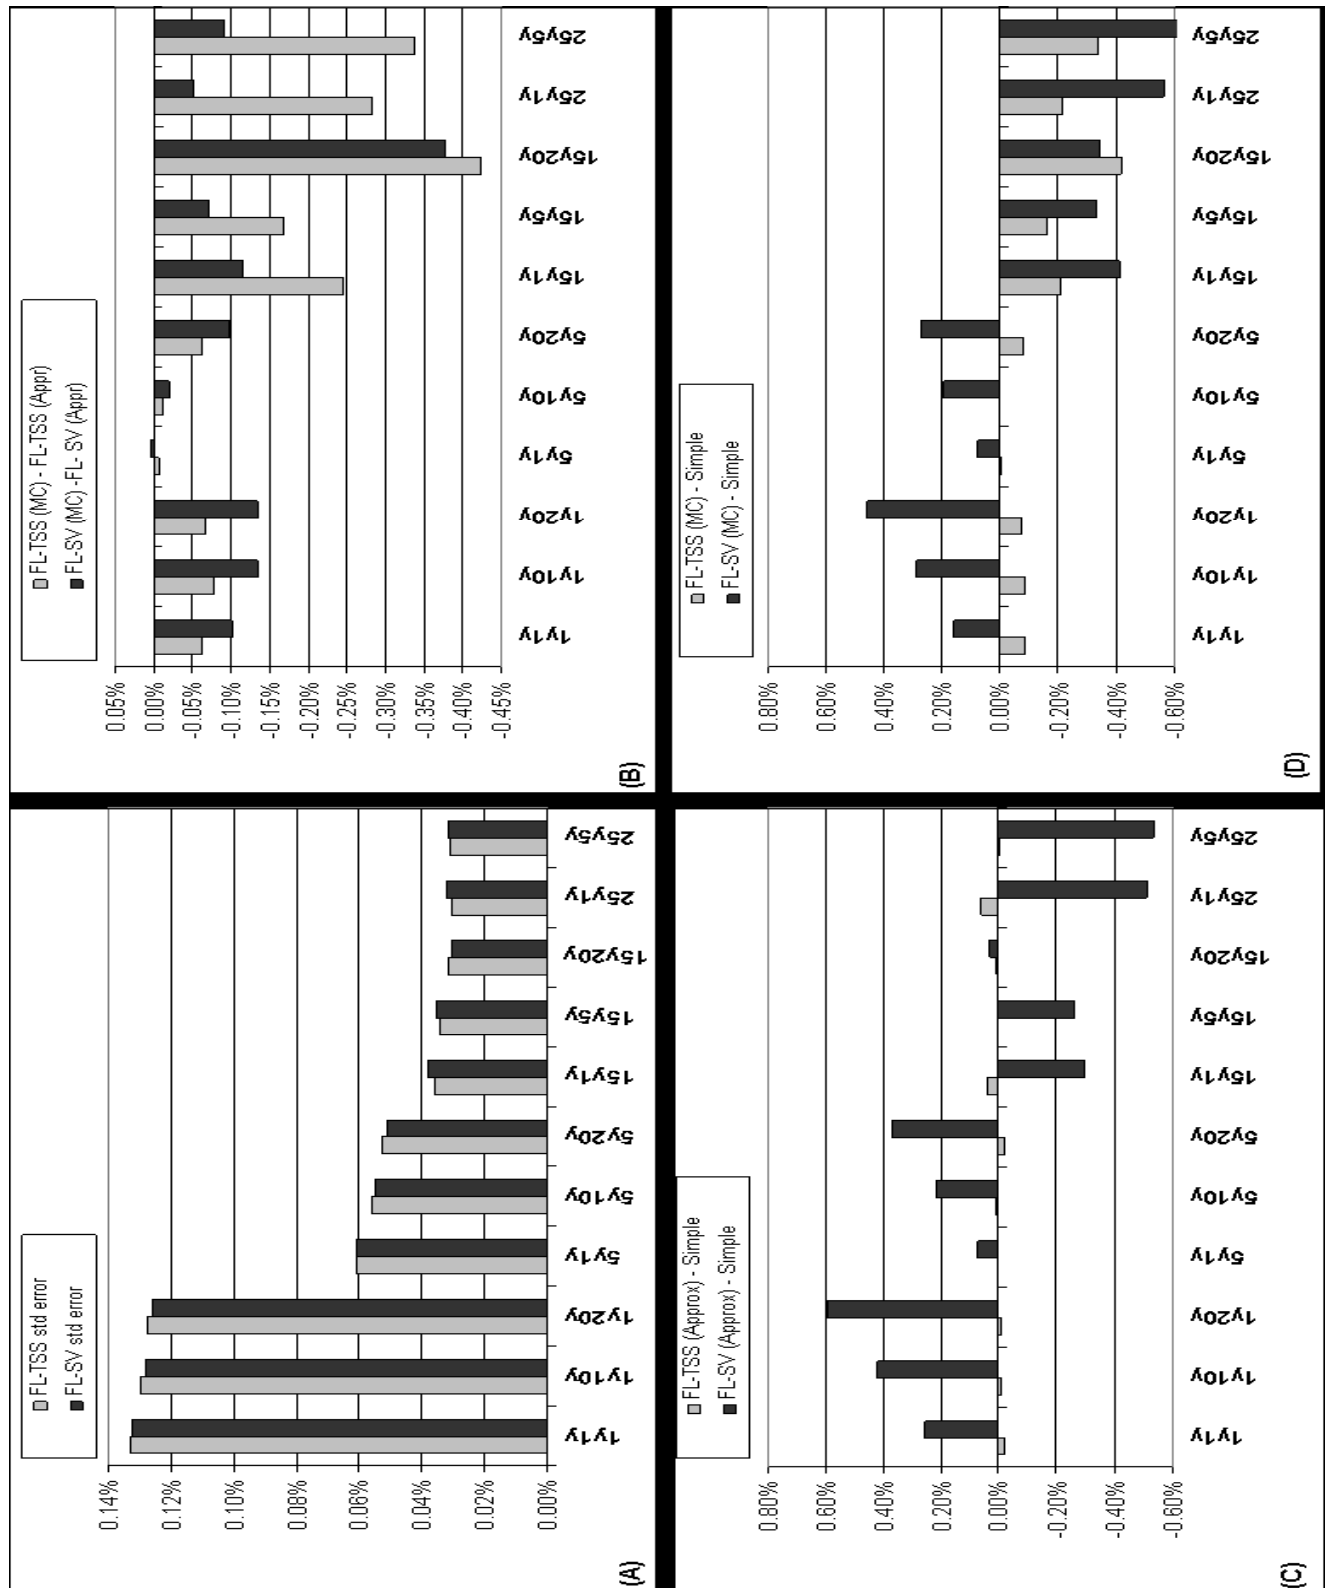 FL-TSS std error
FL-SV std error
0.14%
0.12%
0.10%
0.08%
0.06%
0.04%
0.02%
0.00%
1y1y
1y10y
1y20y
5y1y
5y10y
5y20y
15y1y
15y5y
15y20y
25y1y
25y5y
(A)
FL-TSS (MC) - FL-TSS (Appr)
FL-SV (MC) -FL- SV (Appr)
0.05%
0.00%
-0.05%
-0.10%
-0.15%
-0.20%
-0.25%
-0.30%
-0.35%
-0.40%
-0.45%
1y1y
1y10y
1y20y
5y1y
5y10y
5y20y
15y1y
15y5y
15y20y
25y1y
25y5y
(B)
FL-TSS (Approx) - Simple
FL-SV (Approx) - Simple
0.80%
0.60%
0.40%
0.20%
0.00%
-0.20%
-0.40%
-0.60%
1y1y
1y10y
1y20y
5y1y
5y10y
5y20y
15y1y
15y5y
15y20y
25y1y
25y5y
(C)
FL-TSS (MC) - Simple
FL-SV (MC) - Simple
0.80%
0.60%
0.40%
0.20%
0.00%
-0.20%
-0.40%
-0.60%
1y1y
1y10y
1y20y
5y1y
5y10y
5y20y
15y1y
15y5y
15y20y
25y1y
25y5y
(D)